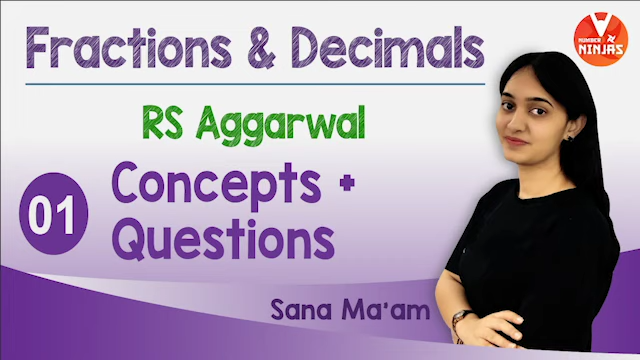 Fractions & Decimals
NUMBER
NINJAS
RS Aggarwal
01
Concepts +
Questions
Sana Ma'am